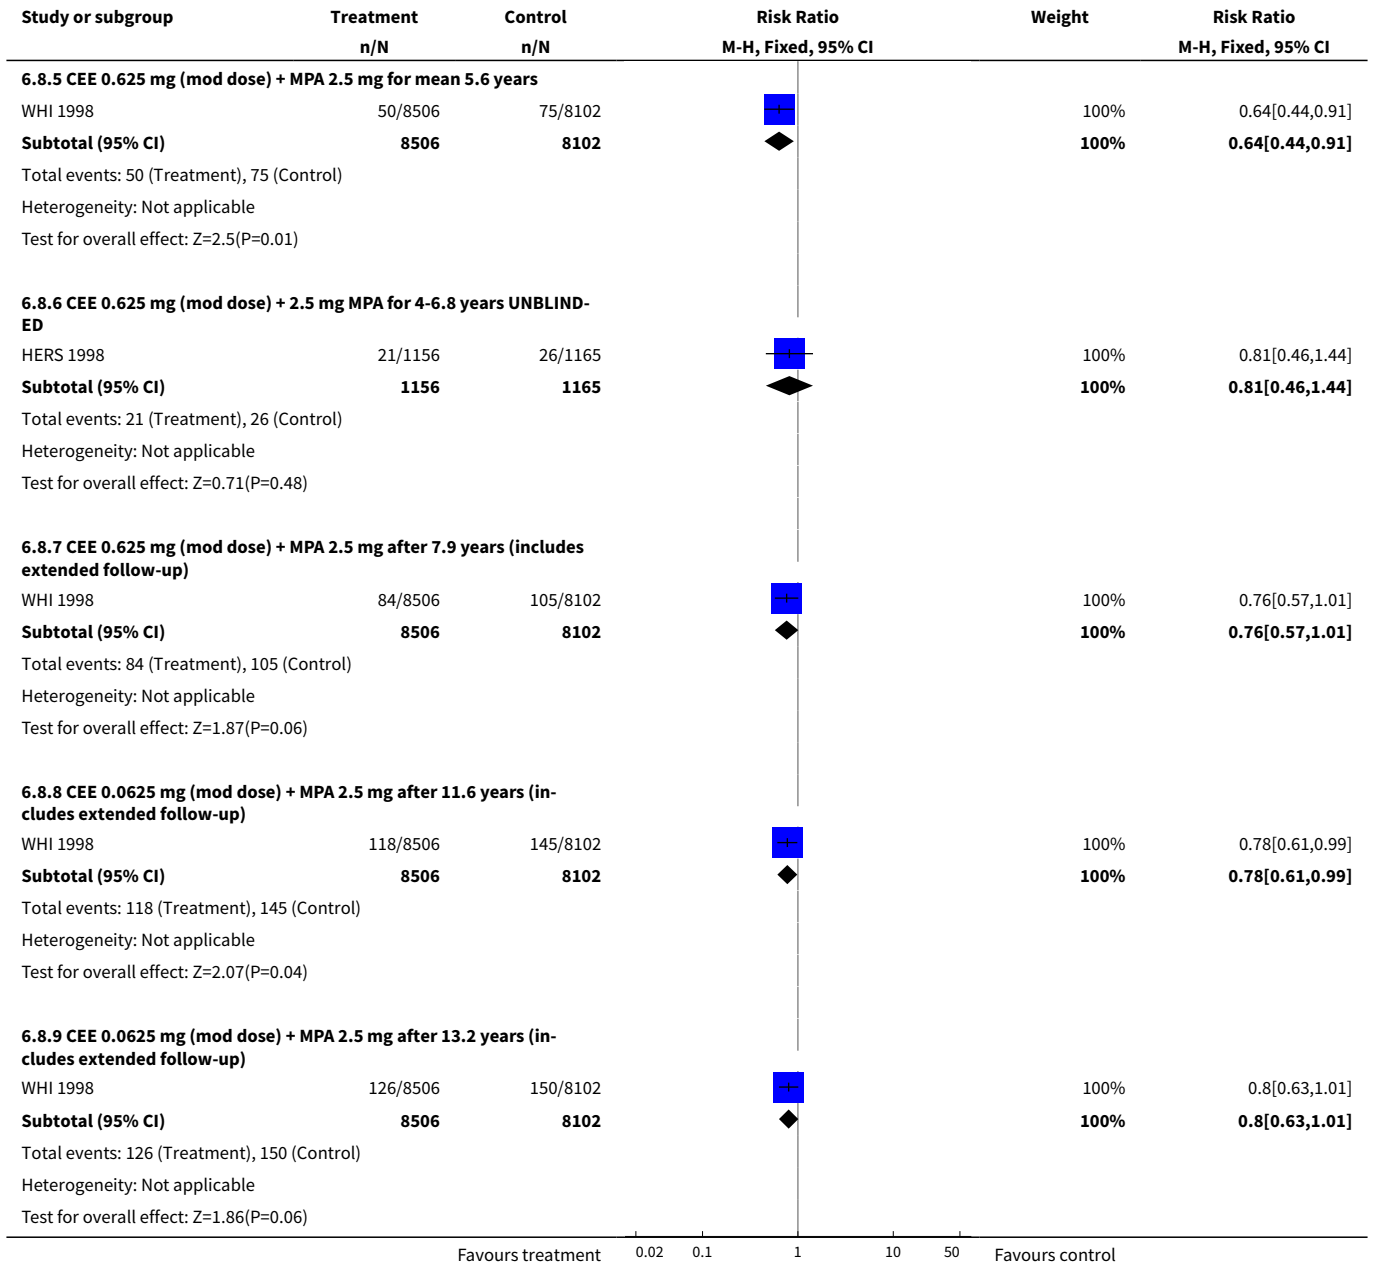 Study or subgroup Treatment Control Risk Ratio Weight Risk Ratio
n/N n/N M-H, Fixed, 95% CI M-H, Fixed, 95% CI
6.8.5 CEE 0.625 mg (mod dose) + MPA 2.5 mg for mean 5.6 years
WHI 1998 50/8506 75/8102 100% 0.64[0.44,0.91]
Subtotal (95% CI) 8506 8102 100% 0.64[0.44,0.91]
Total events: 50 (Treatment), 75 (Control)
Heterogeneity: Not applicable
Test for overall effect: Z=2.5(P=0.01)
6.8.6 CEE 0.625 mg (mod dose) + 2.5 mg MPA for 4-6.8 years UNBLIND-
ED
HERS 1998 21/1156 26/1165 100% 0.81[0.46,1.44]
Subtotal (95% CI) 1156 1165 100% 0.81[0.46,1.44]
Total events: 21 (Treatment), 26 (Control)
Heterogeneity: Not applicable
Test for overall effect: Z=0.71(P=0.48)
6.8.7 CEE 0.625 mg (mod dose) + MPA 2.5 mg after 7.9 years (includes
extended follow-up)
WHI 1998 84/8506 105/8102 100% 0.76[0.57,1.01]
Subtotal (95% CI) 8506 8102 100% 0.76[0.57,1.01]
Total events: 84 (Treatment), 105 (Control)
Heterogeneity: Not applicable
Test for overall effect: Z=1.87(P=0.06)
6.8.8 CEE 0.0625 mg (mod dose) + MPA 2.5 mg after 11.6 years (in-
cludes extended follow-up)
WHI 1998 118/8506 145/8102 100% 0.78[0.61,0.99]
Subtotal (95% CI) 8506 8102 100% 0.78[0.61,0.99]
Total events: 118 (Treatment), 145 (Control)
Heterogeneity: Not applicable
Test for overall effect: Z=2.07(P=0.04)
6.8.9 CEE 0.0625 mg (mod dose) + MPA 2.5 mg after 13.2 years (in-
cludes extended follow-up)
WHI 1998 126/8506 150/8102 100% 0.8[0.63,1.01]
Subtotal (95% CI) 8506 8102 100% 0.8[0.63,1.01]
Total events: 126 (Treatment), 150 (Control)
Heterogeneity: Not applicable
Test for overall effect: Z=1.86(P=0.06)
Favours treatment 0.02 0.1 1 10 50 Favours control